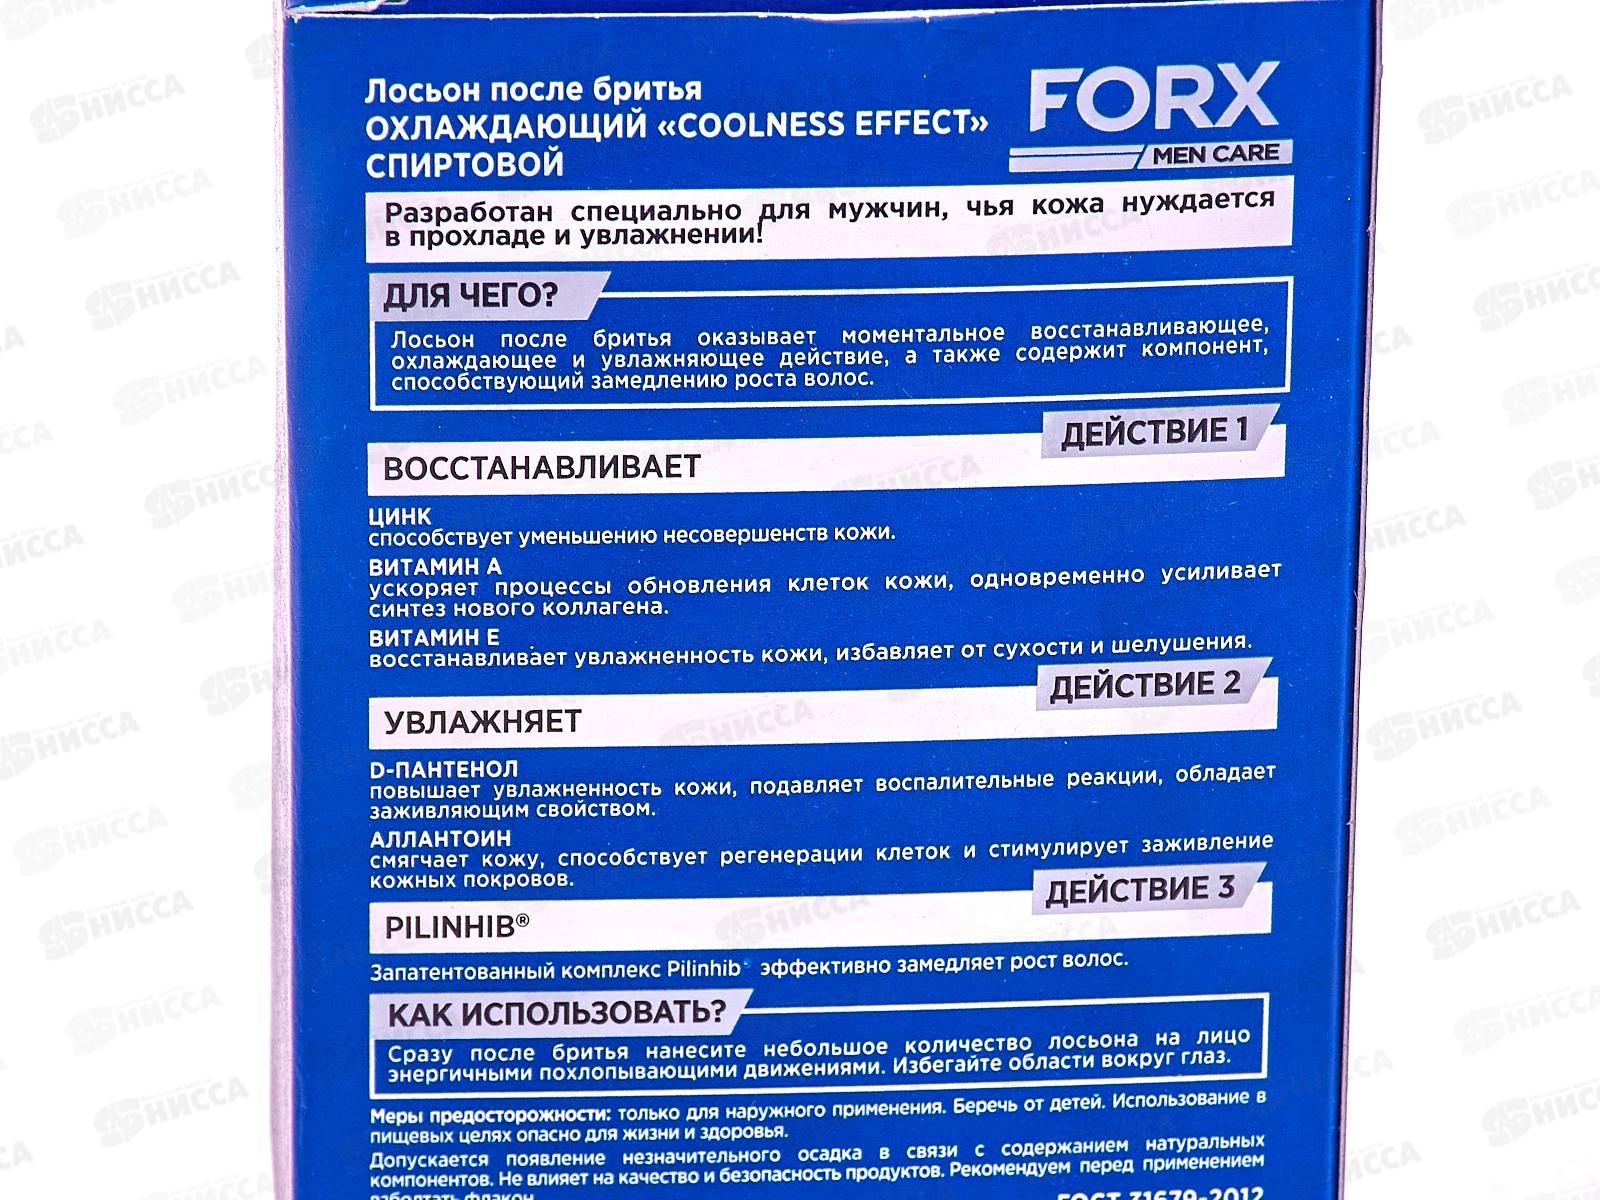 Лосьон после бритья
ОХЛАЖДАЮЩИЙ «COOLNESS EFFECT»
СПИРТОВОЙ
FORX
MEN CARE
Разработан специально для мужчин, чья кожа нуждается
в прохладе и увлажнении!
ДЛЯ ЧЕГО?
Лосьон после бритья оказывает моментальное восстанавливающее,
охлаждающее и увлажняющее действие, а также содержит компонент,
способствующий замедлению роста волос.
ДЕЙСТВИЕ 1
ВОССТАНАВЛИВАЕТ
ЦИНК
способствует уменьшению несовершенств кожи.
ВИТАМИН А
ускоряет процессы обновления клеток кожи, одновременно усиливает
синтез нового коллагена.
ВИТАМИН Е
восстанавливает увлажненность кожи, избавляет от сухости и шелушения.
ДЕЙСТВИЕ 2
УВЛАЖНЯЕТ
D-ПАНТЕНОЛ
повышает увлажненность кожи, подавляет воспалительные реакции, обладает
заживляющим свойством.
АЛЛАНТОИН
смягчает кожу, способствует регенерации клеток и стимулирует заживление
кожных покровов.
ДЕЙСТВИЕ 3
PILINHIB®
Запатентованный комплекс Pilinhib® эффективно замедляет рост волос.
КАК ИСПОЛЬЗОВАТЬ?
Сразу после бритья нанесите небольшое количество лосьона на лицо
энергичными похлопывающими движениями. Избегайте области вокруг глаз.
Меры предосторожности: только для наружного применения. Беречь от детей. Использование в
пищевых целях опасно для жизни и здоровья.
Допускается появление незначительного осадка в связи с содержанием натуральных
компонентов. Не влияет на качество и безопасность продуктов. Рекомендуем перед применением
взболтать флакон.
ГОСТ 31679-2012
НИССА